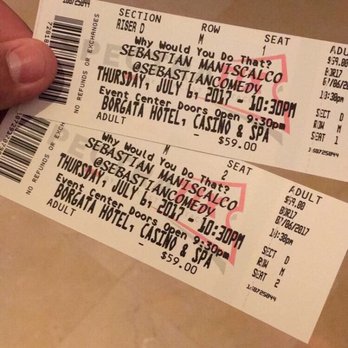 SECTION ROW SEAT
RISER D M 1
Why Would You Do That?
SEBASTIAN MANISCALCO
@SEBASTIANCOMEDY
THURSDAY, JULY 6, 2017 - 10:30PM
Event Center Doors Open 9:30pm
BORGATA HOTEL, CASINO & SPA
ADULT $59.00
NO REFUNDS OR EXCHANGES
ADULT
$59.00
BOR17
07/06/2017
10:30pm
SECT D
ROW M
SEAT 1
2
Why Would You Do That?
SEBASTIAN MANISCALCO
@SEBASTIANCOMEDY
THURSDAY, JULY 6, 2017 - 10:30PM
Event Center Doors Open 9:30pm
BORGATA HOTEL, CASINO & SPA
ADULT $59.00
NO REFUNDS OR EXCHANGES
ADULT
$59.00
BOR17
07/06/2017
10:30pm
SECT D
ROW M
SEAT 2